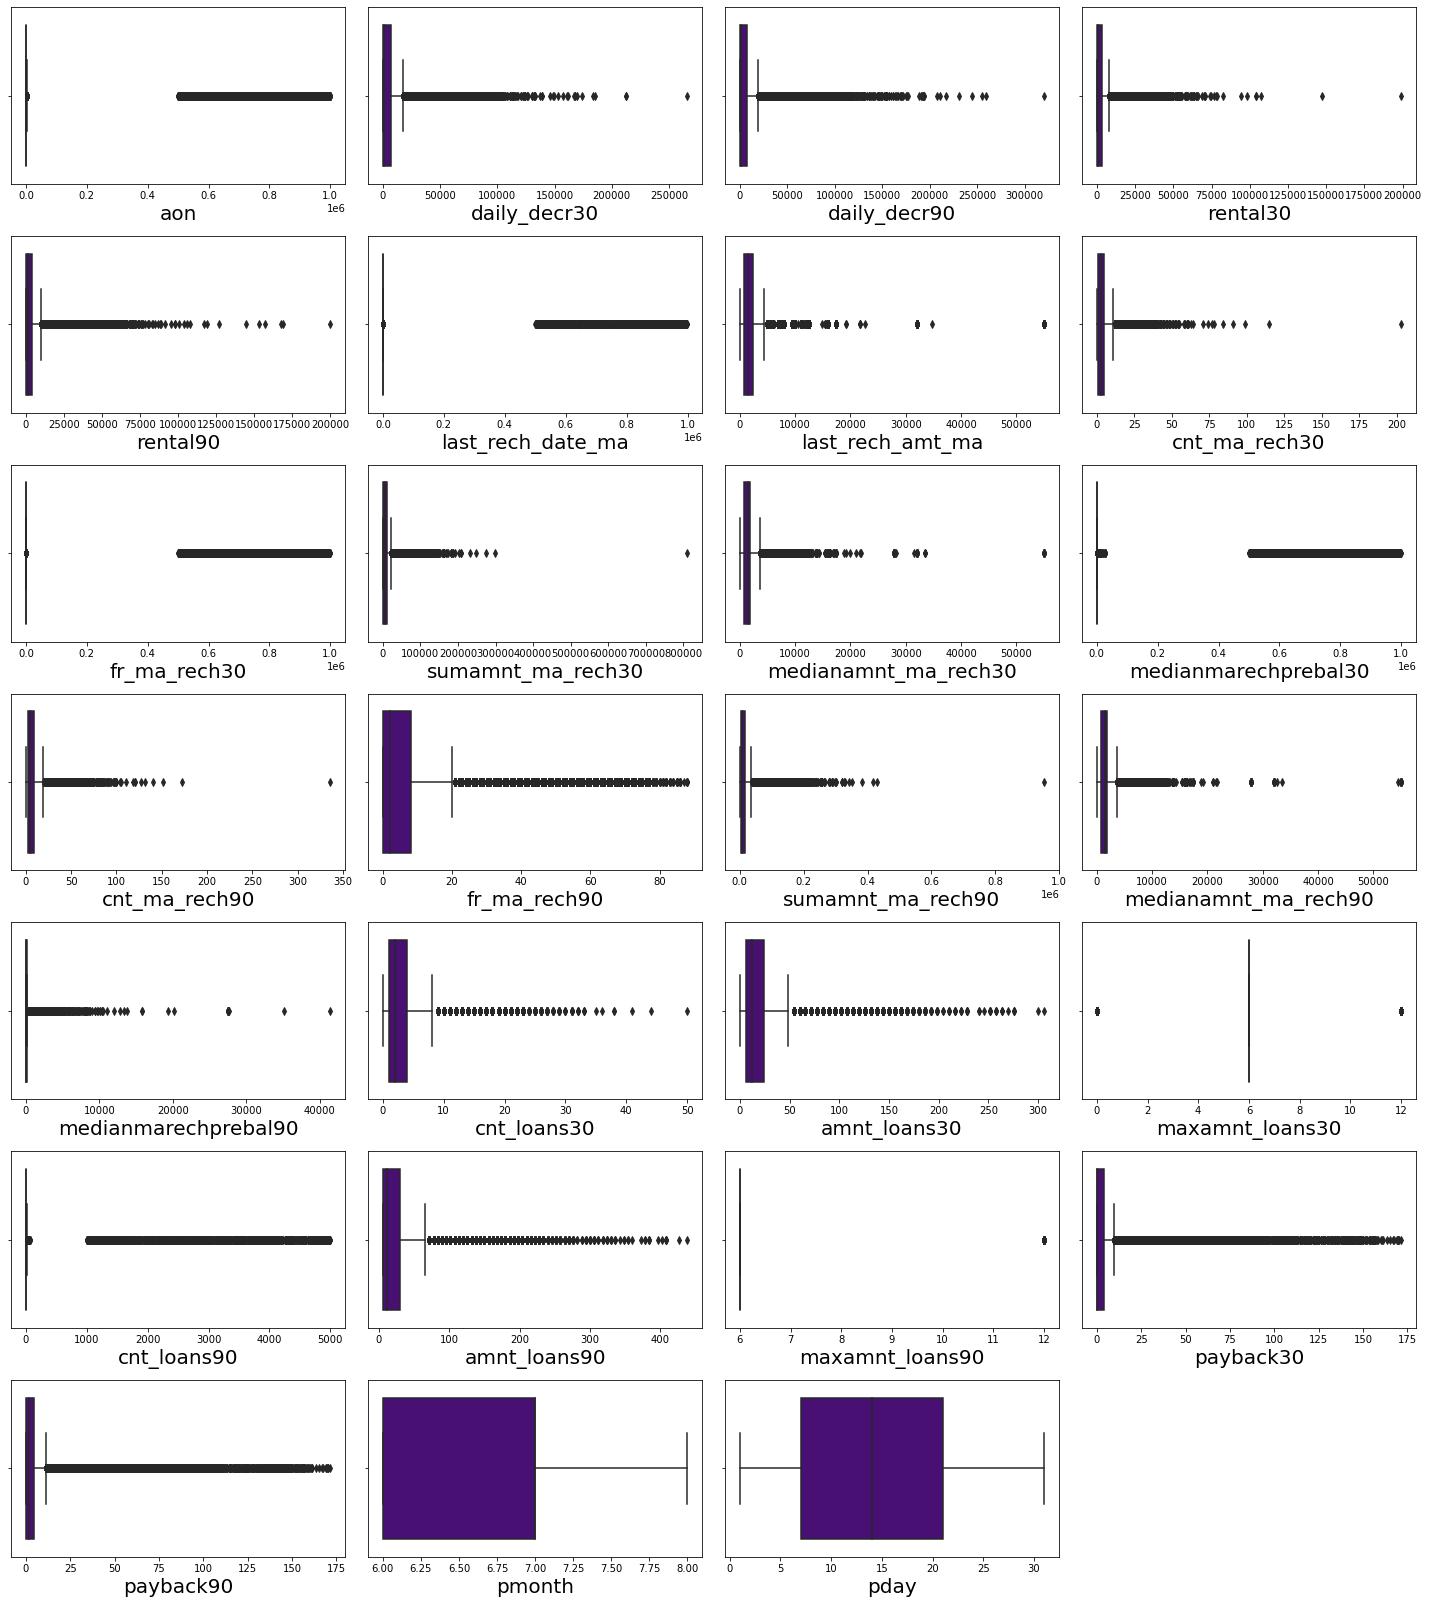 0.0 0.2 0.4 0.6 0.8 1.0 0 50000 100000 150000 200000 250000 0 50000 100000 150000 200000 250000 300000 0 25000 50000 75000 100000 125000 150000 175000 200000
aon 1e6 daily_decr30 daily_decr90 rental30
0 25000 50000 75000 100000 125000 150000 175000 200000 0.0 0.2 0.4 0.6 0.8 1.0 0 10000 20000 30000 40000 50000 0 25 50 75 100 125 150 175 200
rental90 last_rech_date_ma 1e6 last_rech_amt_ma cnt_ma_rech30
0.0 0.2 0.4 0.6 0.8 1.0 0 100000 200000 300000 400000 500000 600000 700000 800000 0 10000 20000 30000 40000 50000 0.0 0.2 0.4 0.6 0.8 1.0
fr_ma_rech30 1e6 sumamnt_ma_rech30 medianamnt_ma_rech30 medianmarechprebal30 1e6
0 50 100 150 200 250 300 350 0 20 40 60 80 0.0 0.2 0.4 0.6 0.8 1.0 0 10000 20000 30000 40000 50000
cnt_ma_rech90 fr_ma_rech90 sumamnt_ma_rech90 1e6 medianamnt_ma_rech90
0 10000 20000 30000 40000 0 10 20 30 40 50 0 50 100 150 200 250 300 0 2 4 6 8 10 12
medianmarechprebal90 cnt_loans30 amnt_loans30 maxamnt_loans30
0 1000 2000 3000 4000 5000 0 100 200 300 400 6 7 8 9 10 11 12 0 25 50 75 100 125 150 175
cnt_loans90 amnt_loans90 maxamnt_loans90 payback30
0 25 50 75 100 125 150 175 6.00 6.25 6.50 6.75 7.00 7.25 7.50 7.75 8.00 0 5 10 15 20 25 30
payback90 pmonth pday